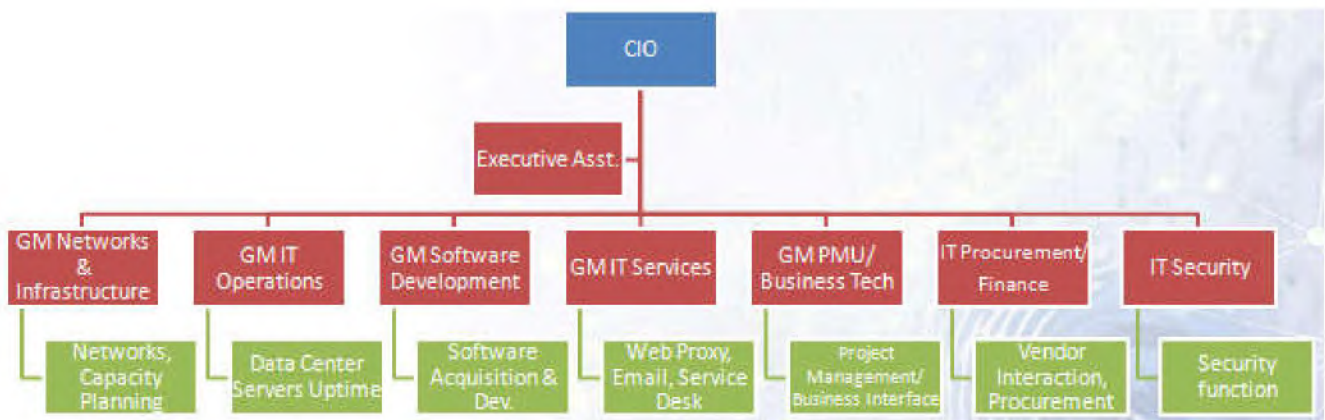 CIO
Executive Asst.
GM Networks
&
Infrastructure
GM IT
Operations
GM Software
Development
GM IT Services
GM PMU/
Business Tech
IT Procurement/
Finance
IT Security
Networks,
Capacity
Planning
Data Center
Servers Uptime
Software
Acquisition &
Dev.
Web Proxy,
Email, Service
Desk
Project
Management/
Business Interface
Vendor
Interaction,
Procurement
Security
function